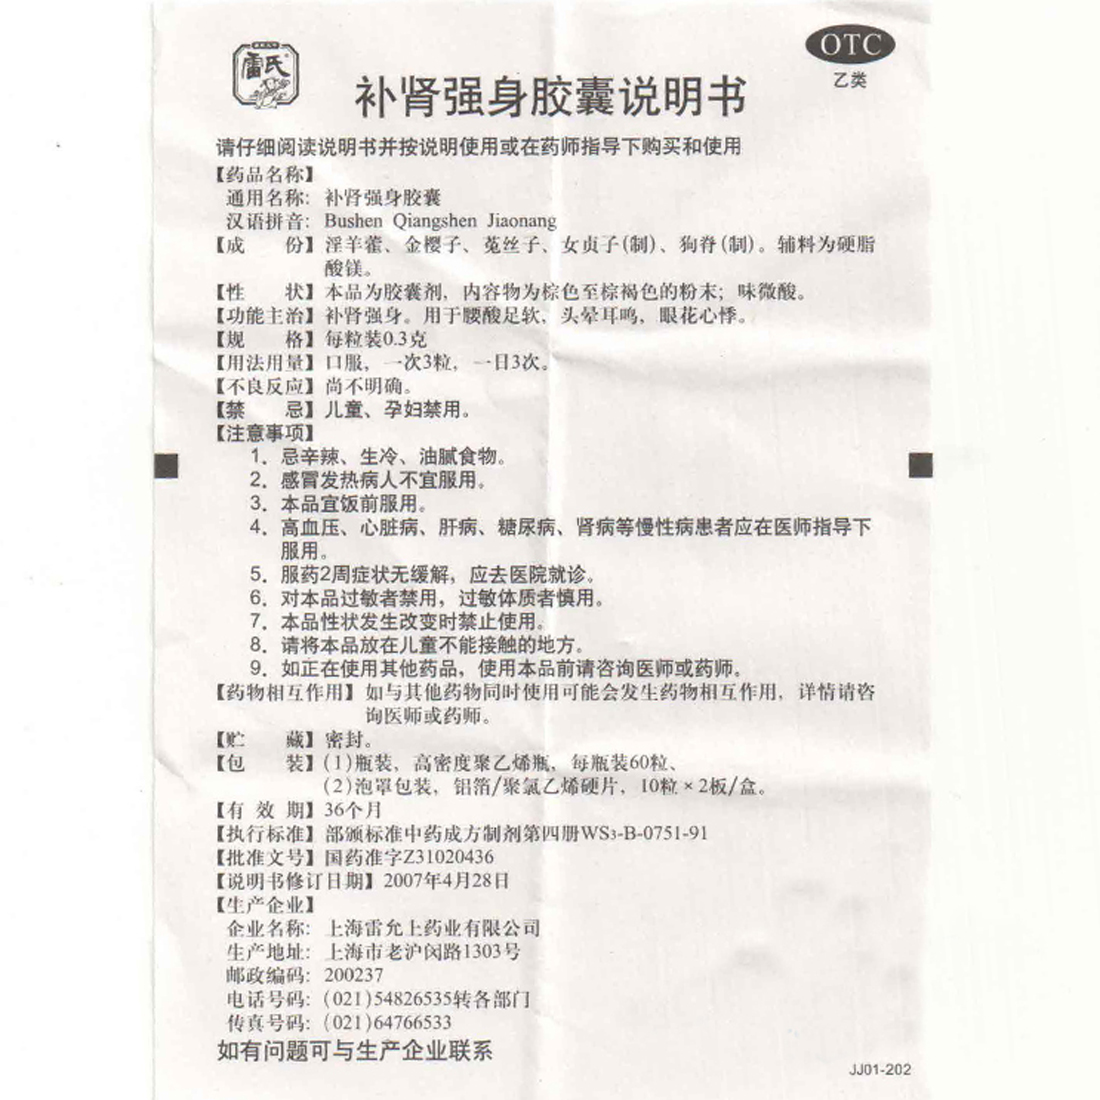 雷氏
OTC
乙类
补肾强身胶囊说明书
请仔细阅读说明书并按说明使用或在药师指导下购买和使用
【药品名称】
通用名称：补肾强身胶囊
汉语拼音：Bushen Qiangshen Jiaonang
【成 份】淫羊藿、金樱子、菟丝子、女贞子(制)、狗脊(制)。辅料为硬脂
酸镁。
【性 状】本品为胶囊剂，内容物为棕色至棕褐色的粉末；味微酸。
【功能主治】补肾强身。用于腰酸足软、头晕耳鸣，眼花心悸。
【规 格】每粒装0.3克
【用法用量】口服，一次3粒，一日3次。
【不良反应】尚不明确。
【禁 忌】儿童、孕妇禁用。
【注意事项】
1．忌辛辣、生冷、油腻食物。
2．感冒发热病人不宜服用。
3．本品宜饭前服用。
4．高血压、心脏病、肝病、糖尿病、肾病等慢性病患者应在医师指导下
服用。
5．服药2周症状无缓解，应去医院就诊。
6．对本品过敏者禁用，过敏体质者慎用。
7．本品性状发生改变时禁止使用。
8．请将本品放在儿童不能接触的地方。
9．如正在使用其他药品，使用本品前请咨询医师或药师。
【药物相互作用】如与其他药物同时使用可能会发生药物相互作用，详情请咨
询医师或药师。
【贮 藏】密封。
【包 装】(1)瓶装，高密度聚乙烯瓶，每瓶装60粒、
(2)泡罩包装，铝箔/聚氯乙烯硬片，10粒×2板/盒。
【有 效 期】36个月
【执行标准】部颁标准中药成方制剂第四册WS3-B-0751-91
【批准文号】国药准字Z31020436
【说明书修订日期】2007年4月28日
【生产企业】
企业名称：上海雷允上药业有限公司
生产地址：上海市老沪闵路1303号
邮政编码：200237
电话号码：(021)54826535转各部门
传真号码：(021)64766533
如有问题可与生产企业联系
JJ01-202